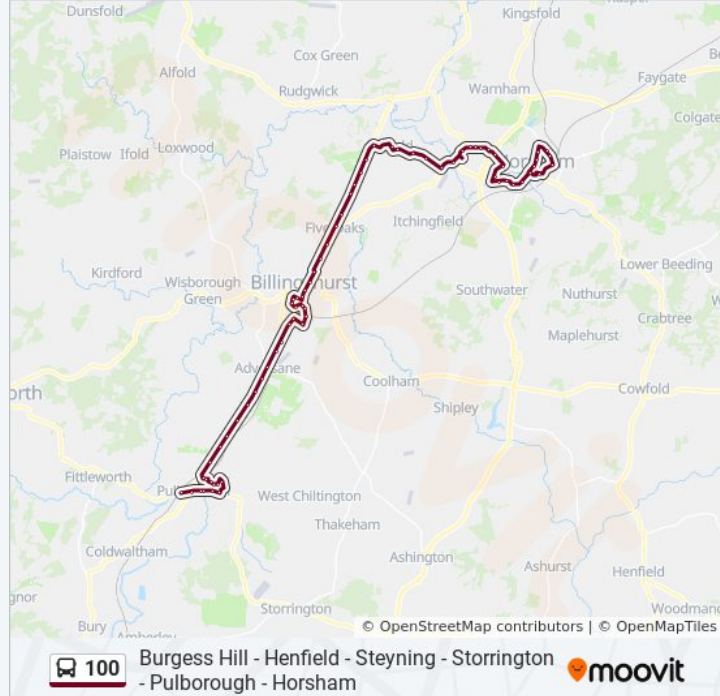 Dunsfold
Kingsfold
Cox Green
Alfold
Rudgwick
Warnham
Faygate
Colgate
Plaistow Ifold Loxwood
Itchingfield
Kirdford
Wisborough
Green
Billingshurst
Lower Beeding
Southwater
Nuthurst
Crabtree
Maplehurst
Coolham
Shipley
Cowfold
Fittleworth
West Chiltington
Thakeham
Coldwaltham
Ashington
Ashurst
Henfield
Storrington
Bury
© OpenStreetMap contributors | © OpenMapTiles
100
Burgess Hill - Henfield - Steyning - Storrington
- Pulborough - Horsham
moovit